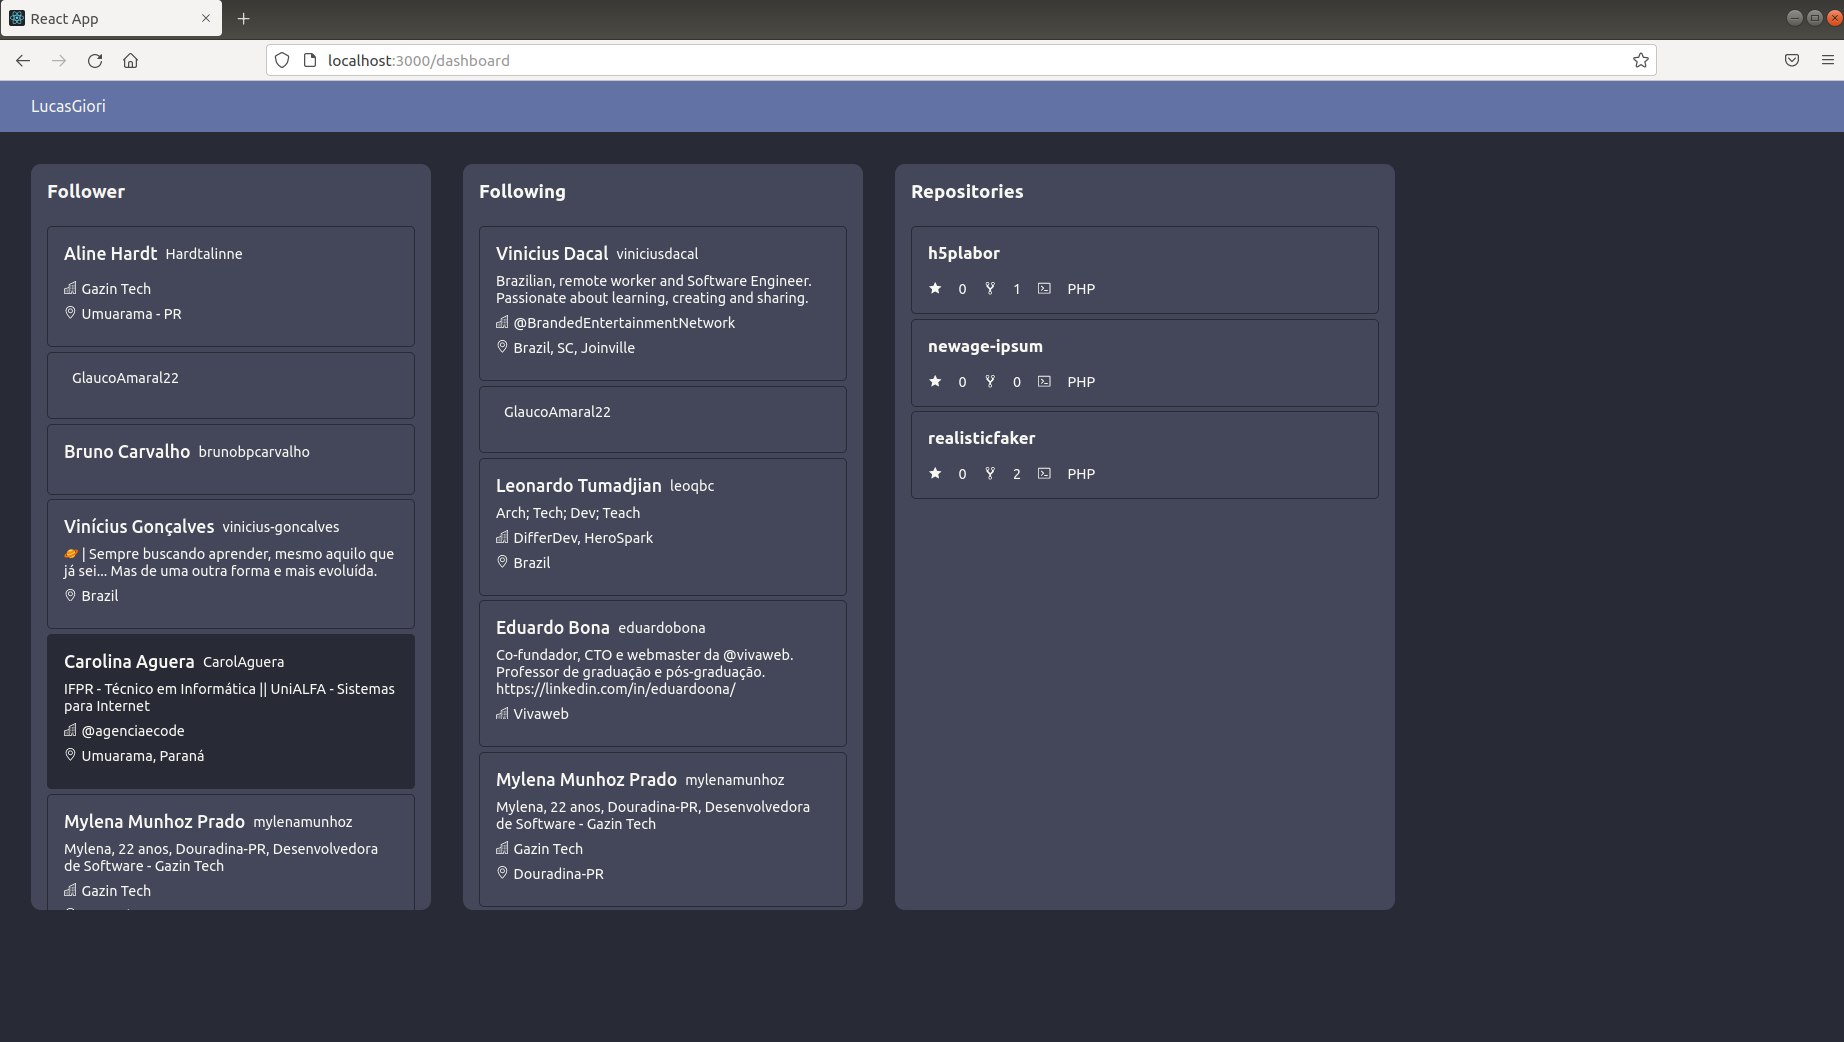 React App
localhost:3000/dashboard
LucasGiori
Follower
Aline Hardt Hardtalinne
Gazin Tech
Umuarama - PR
GlaucoAmaral22
Bruno Carvalho brunobpcarvalho
Vinícius Gonçalves vinicius-goncalves
🪐 | Sempre buscando aprender, mesmo aquilo que
já sei... Mas de uma outra forma e mais evoluída.
Brazil
Carolina Aguera CarolAguera
IFPR - Técnico em Informática || UniALFA - Sistemas
para Internet
@agenciaecode
Umuarama, Paraná
Mylena Munhoz Prado mylenamunhoz
Mylena, 22 anos, Douradina-PR, Desenvolvedora
de Software - Gazin Tech
Gazin Tech
Following
Vinicius Dacal viniciusdacal
Brazilian, remote worker and Software Engineer.
Passionate about learning, creating and sharing.
@BrandedEntertainmentNetwork
Brazil, SC, Joinville
GlaucoAmaral22
Leonardo Tumadjian leoqbc
Arch; Tech; Dev; Teach
DifferDev, HeroSpark
Brazil
Eduardo Bona eduardobona
Co-fundador, CTO e webmaster da @vivaweb.
Professor de graduação e pós-graduação.
https://linkedin.com/in/eduardoona/
Vivaweb
Mylena Munhoz Prado mylenamunhoz
Mylena, 22 anos, Douradina-PR, Desenvolvedora
de Software - Gazin Tech
Gazin Tech
Douradina-PR
Repositories
h5plabor
0 1 PHP
newage-ipsum
0 0 PHP
realisticfaker
0 2 PHP